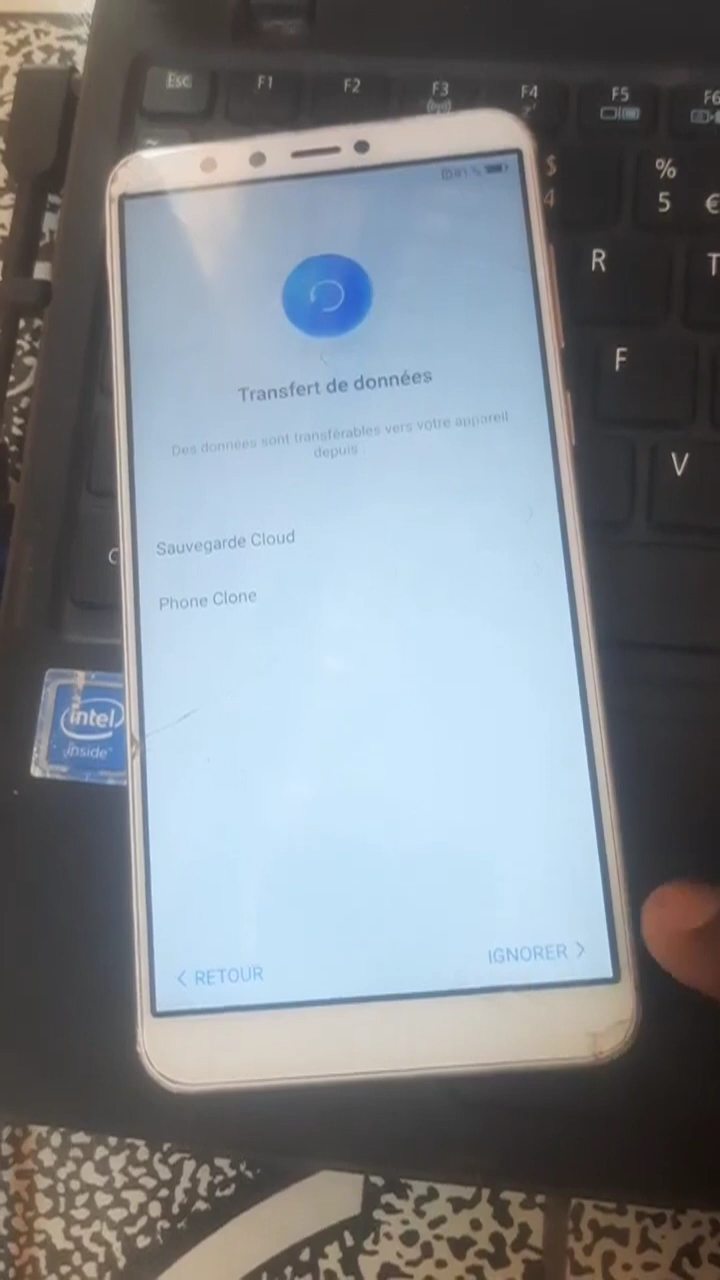 Esc F1 F2 F3 F4 F5 F6
$ %
4 5 €
R T
F
V
C
Transfert de données
Des données sont transférables vers votre appareil
depuis :
Sauvegarde Cloud
Phone Clone
intel
inside
RETOUR
IGNORER